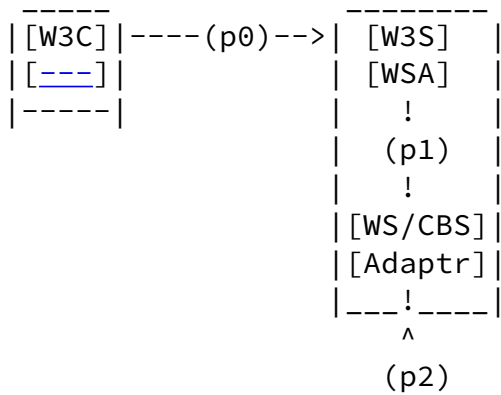 -----               --------
|[W3C]|----(p0)-->|  [W3S]  |
|[---]|           |  [WSA]  |
|-----|           |    !    |
                  |   (p1)  |
                  |    !    |
                  |[WS/CBS] |
                  |[Adaptr] |
                  |___!____|
                      ^
                     (p2)